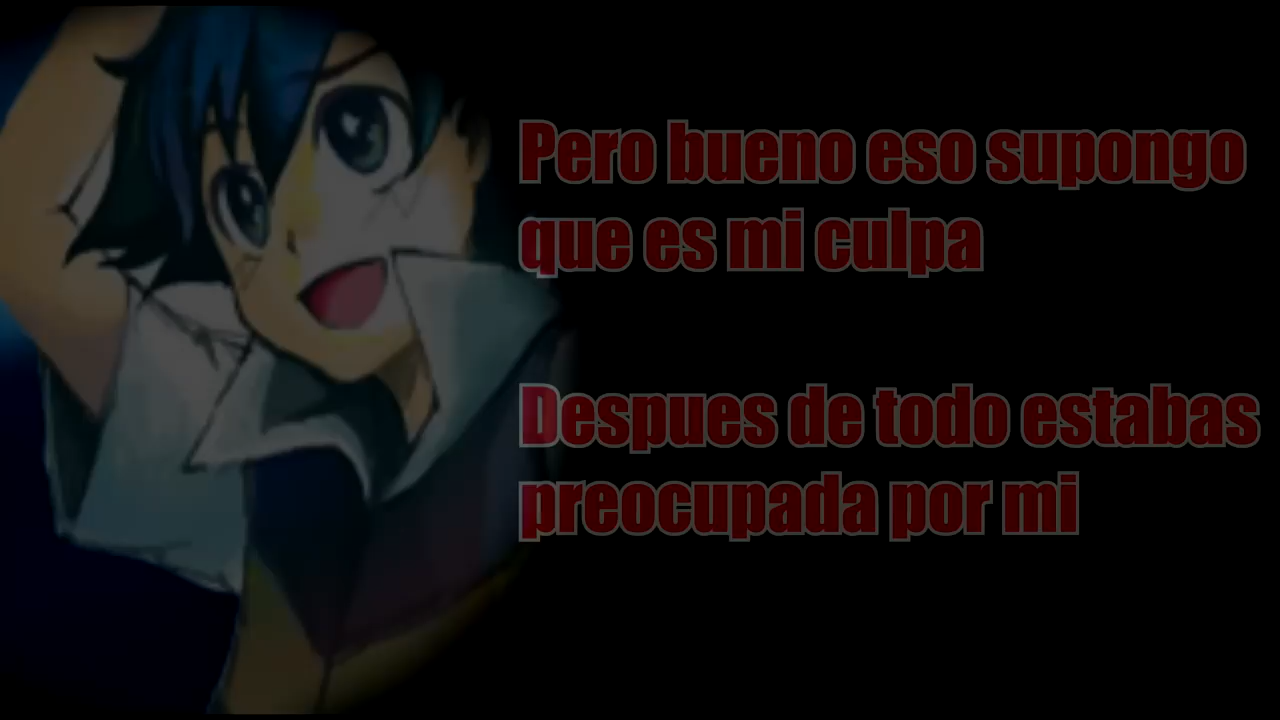 Pero bueno eso supongo
que es mi culpa
Despues de todo estabas
preocupada por mi